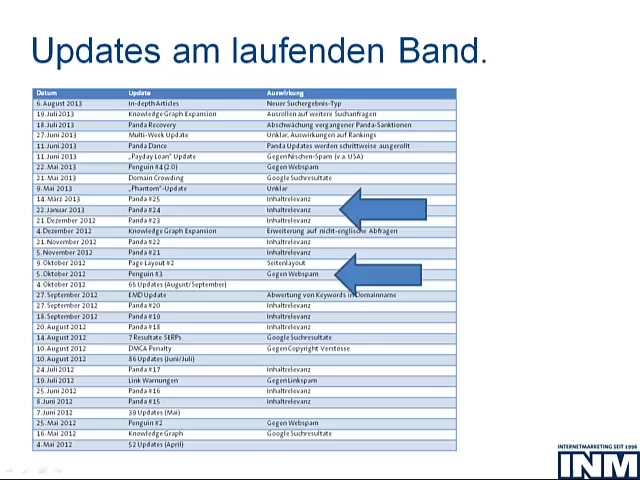 Updates am laufenden Band.
Datum Update Auswirkung
6. August 2013 In-depth Articles Neuer Suchergebnis-Typ
19. Juli 2013 Knowledge Graph Expansion Ausrollen auf weitere Suchanfragen
18. Juli 2013 Panda Recovery Abschwächung vergangener Panda-Sanktionen
27. Juni 2013 Multi-Week Update Unklar, Auswirkungen auf Rankings
11. Juni 2013 Panda Dance Panda Updates werden schrittweise ausgerollt
11. Juni 2013 „Payday Loan“ Update Gegen Nischen-Spam (v.a. USA)
22. Mai 2013 Penguin #4 (2.0) Gegen Webspam
21. Mai 2013 Domain Crowding Google Suchresultate
9. Mai 2013 „Phantom“-Update Unklar
14. März 2013 Panda #25 Inhaltrelevanz
22. Januar 2013 Panda #24 Inhaltrelevanz
21. Dezember 2012 Panda #23 Inhaltrelevanz
4. Dezember 2012 Knowledge Graph Expansion Erweiterung auf nicht-englische Abfragen
21. November 2012 Panda #22 Inhaltrelevanz
5. November 2012 Panda #21 Inhaltrelevanz
9. Oktober 2012 Page Layout #2 Seitenlayout
5. Oktober 2012 Penguin #3 Gegen Webspam
4. Oktober 2012 65 Updates (August/September)
27. September 2012 EMD Update Abwertung von Keywords in Domainname
27. September 2012 Panda #20 Inhaltrelevanz
18. September 2012 Panda #19 Inhaltrelevanz
20. August 2012 Panda #18 Inhaltrelevanz
14. August 2012 7 Resultate SERPs Google Suchresultate
10. August 2012 DMCA Penalty Gegen Copyright Verstösse
10. August 2012 86 Updates (Juni/Juli)
24. Juli 2012 Panda #17 Inhaltrelevanz
19. Juli 2012 Link Warnungen Gegen Linkspam
25. Juni 2012 Panda #16 Inhaltrelevanz
8. Juni 2012 Panda #15 Inhaltrelevanz
7. Juni 2012 39 Updates (Mai)
25. Mai 2012 Penguin #2 Gegen Webspam
16. Mai 2012 Knowledge Graph Google Suchresultate
4. Mai 2012 52 Updates (April)
INTERNETMARKETING SEIT 1996
INM